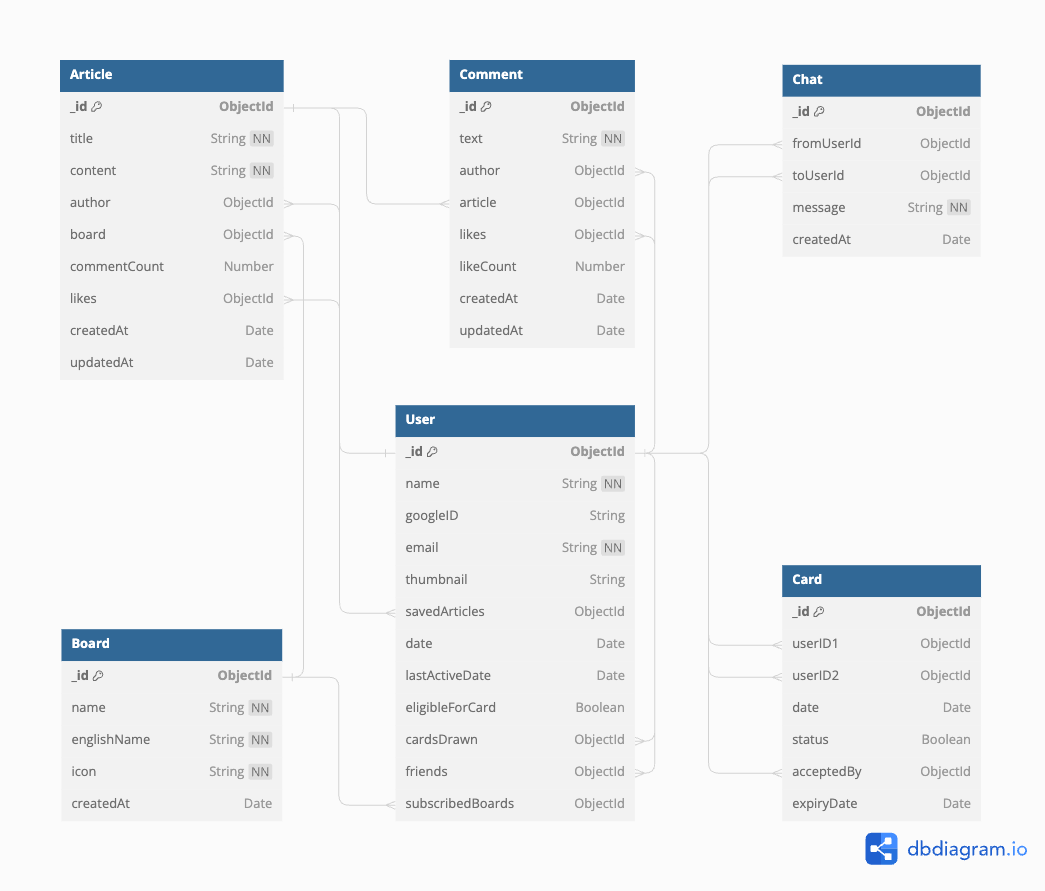 Article
_id ObjectId
title String NN
content String NN
author ObjectId
board ObjectId
commentCount Number
likes ObjectId
createdAt Date
updatedAt Date
Comment
_id ObjectId
text String NN
author ObjectId
article ObjectId
likes ObjectId
likeCount Number
createdAt Date
updatedAt Date
Chat
_id ObjectId
fromUserId ObjectId
toUserId ObjectId
message String NN
createdAt Date
User
_id ObjectId
name String NN
googleID String
email String NN
thumbnail String
savedArticles ObjectId
date Date
lastActiveDate Date
eligibleForCard Boolean
cardsDrawn ObjectId
friends ObjectId
subscribedBoards ObjectId
Board
_id ObjectId
name String NN
englishName String NN
icon String NN
createdAt Date
Card
_id ObjectId
userID1 ObjectId
userID2 ObjectId
date Date
status Boolean
acceptedBy ObjectId
expiryDate Date
dbdiagram.io